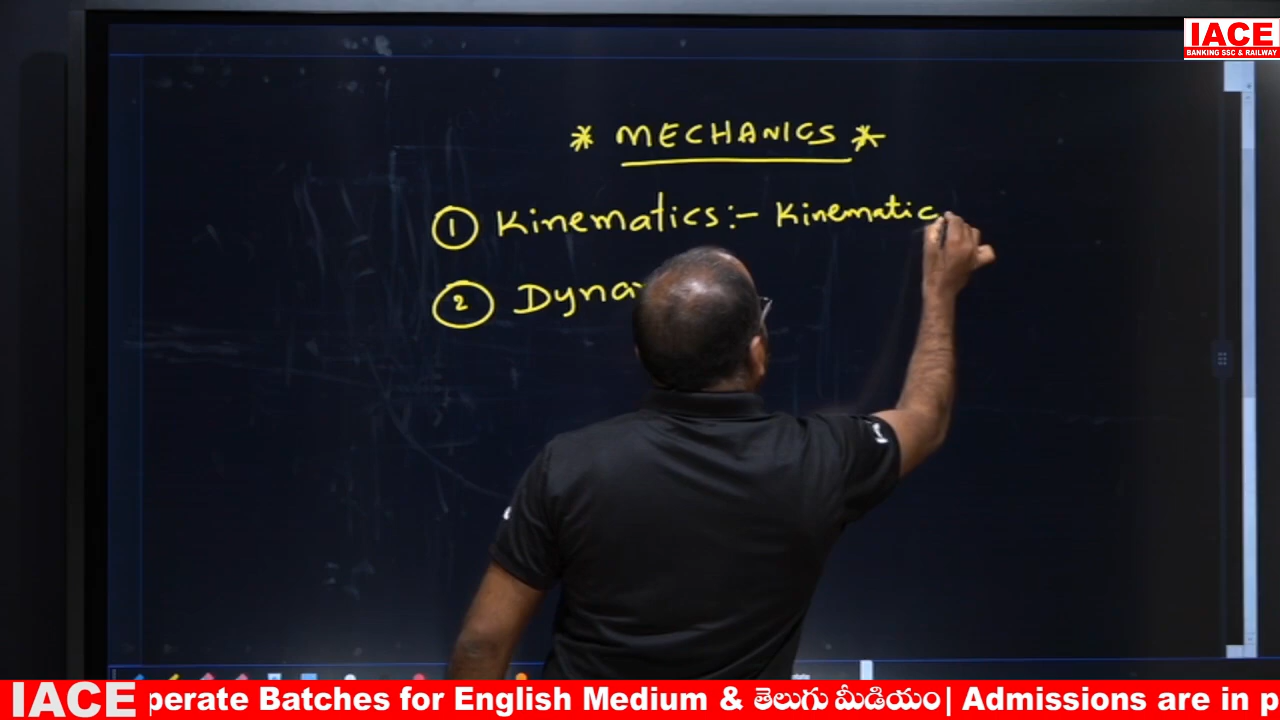 IACE
BANKING SSC & RAILWAY
* MECHANICS *
1 Kinematics:- Kinematic
2 Dyna
IACE perate Batches for English Medium & తెలుగు మీడియం| Admissions are in p